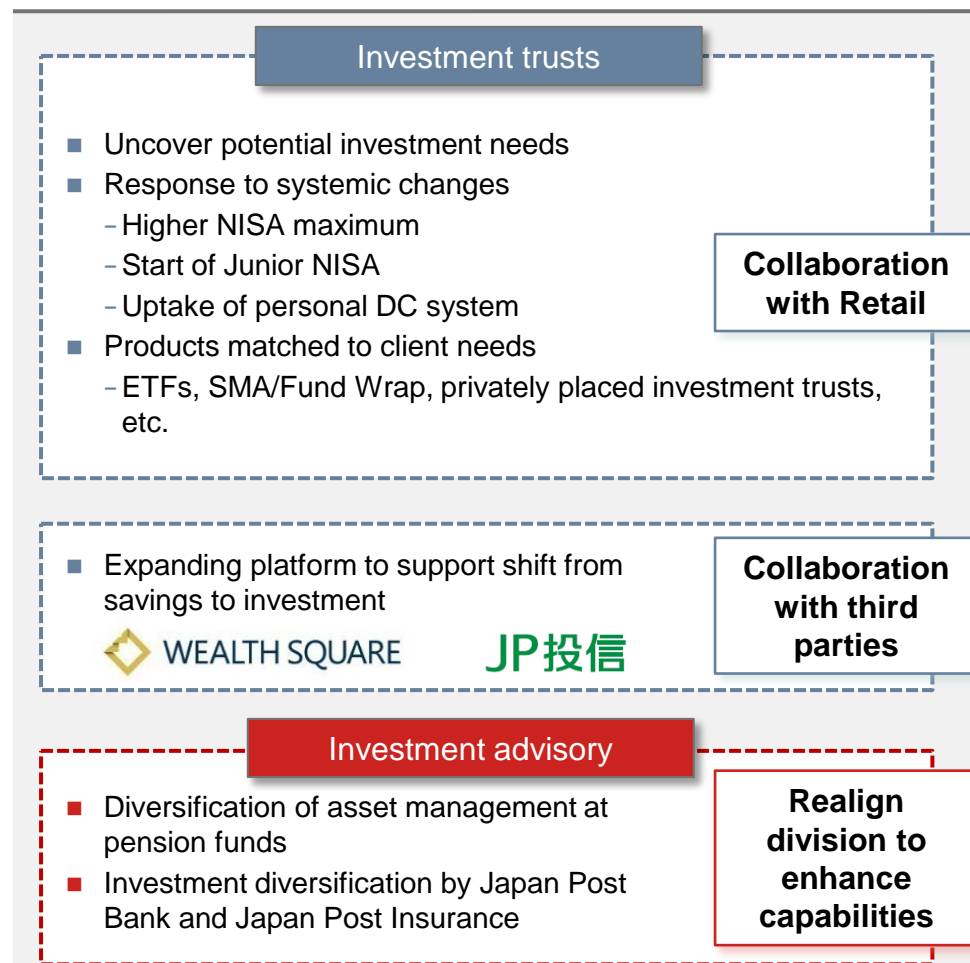 Investment trusts
■ Uncover potential investment needs
■ Response to systemic changes
－Higher NISA maximum
－Start of Junior NISA
－Uptake of personal DC system
■ Products matched to client needs
－ETFs, SMA/Fund Wrap, privately placed investment trusts,
etc.
Collaboration
with Retail
■ Expanding platform to support shift from
savings to investment
WEALTH SQUARE
JP投信
Collaboration
with third
parties
Investment advisory
■ Diversification of asset management at
pension funds
■ Investment diversification by Japan Post
Bank and Japan Post Insurance
Realign
division to
enhance
capabilities